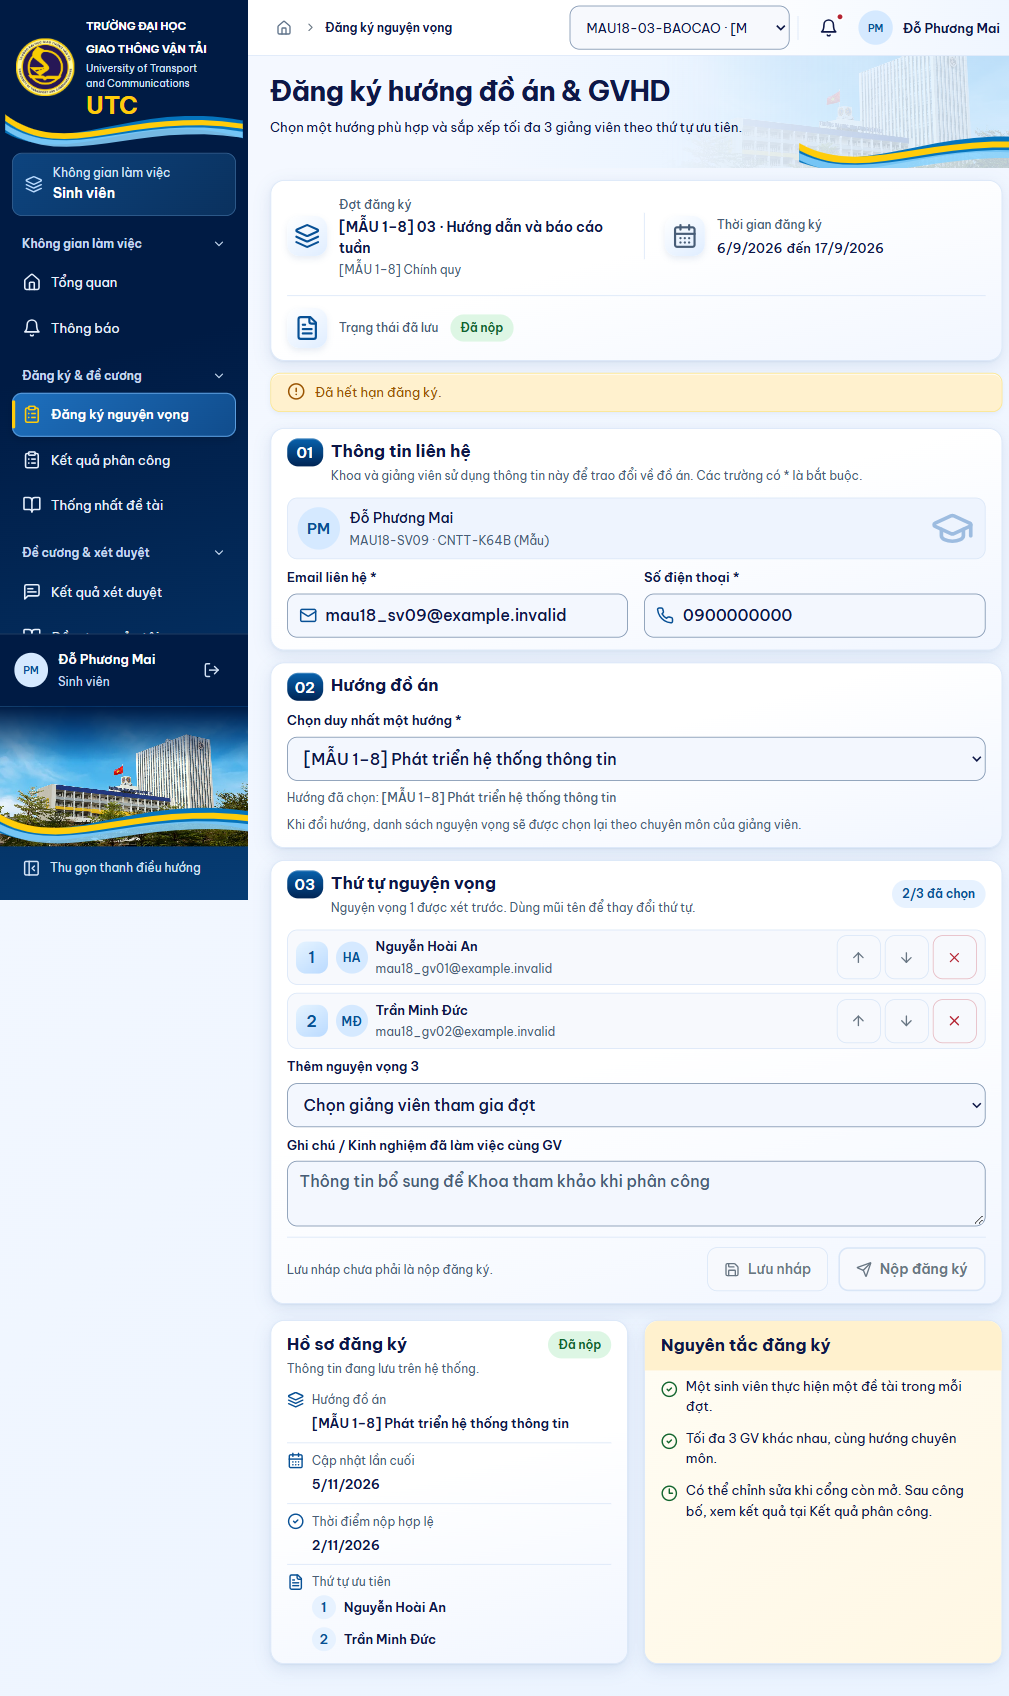 TRƯỜNG ĐẠI HỌC
GIAO THÔNG VẬN TẢI
University of Transport
and Communications
UTC
Không gian làm việc
Sinh viên
Không gian làm việc
Tổng quan
Thông báo
Đăng ký & đề cương
Đăng ký nguyện vọng
Kết quả phân công
Thống nhất đề tài
Đề cương & xét duyệt
Kết quả xét duyệt
PM
Đỗ Phương Mai
Sinh viên
Thu gọn thanh điều hướng
Đăng ký nguyện vọng
MAU18-03-BAOCAO · [M
PM
Đỗ Phương Mai
Đăng ký hướng đồ án & GVHD
Chọn một hướng phù hợp và sắp xếp tối đa 3 giảng viên theo thứ tự ưu tiên.
Đợt đăng ký
[MẪU 1-8] 03 · Hướng dẫn và báo cáo
tuần
[MẪU 1-8] Chính quy
Thời gian đăng ký
6/9/2026 đến 17/9/2026
Trạng thái đã lưu
Đã nộp
Đã hết hạn đăng ký.
01
Thông tin liên hệ
Khoa và giảng viên sử dụng thông tin này để trao đổi về đồ án. Các trường có * là bắt buộc.
PM
Đỗ Phương Mai
MAU18-SV09 · CNTT-K64B (Mẫu)
Email liên hệ *
mau18_sv09@example.invalid
Số điện thoại *
0900000000
02
Hướng đồ án
Chọn duy nhất một hướng *
[MẪU 1-8] Phát triển hệ thống thông tin
Hướng đã chọn: [MẪU 1-8] Phát triển hệ thống thông tin
Khi đổi hướng, danh sách nguyện vọng sẽ được chọn lại theo chuyên môn của giảng viên.
03
Thứ tự nguyện vọng
Nguyện vọng 1 được xét trước. Dùng mũi tên để thay đổi thứ tự.
2/3 đã chọn
1
HA
Nguyễn Hoài An
mau18_gv01@example.invalid
2
MĐ
Trần Minh Đức
mau18_gv02@example.invalid
Thêm nguyện vọng 3
Chọn giảng viên tham gia đợt
Ghi chú / Kinh nghiệm đã làm việc cùng GV
Thông tin bổ sung để Khoa tham khảo khi phân công
Lưu nháp chưa phải là nộp đăng ký.
Lưu nháp
Nộp đăng ký
Hồ sơ đăng ký
Đã nộp
Thông tin đang lưu trên hệ thống.
Hướng đồ án
[MẪU 1-8] Phát triển hệ thống thông tin
Cập nhật lần cuối
5/11/2026
Thời điểm nộp hợp lệ
2/11/2026
Thứ tự ưu tiên
1
Nguyễn Hoài An
2
Trần Minh Đức
Nguyên tắc đăng ký
Một sinh viên thực hiện một đề tài trong mỗi
đợt.
Tối đa 3 GV khác nhau, cùng hướng chuyên
môn.
Có thể chỉnh sửa khi cổng còn mở. Sau công
bố, xem kết quả tại Kết quả phân công.